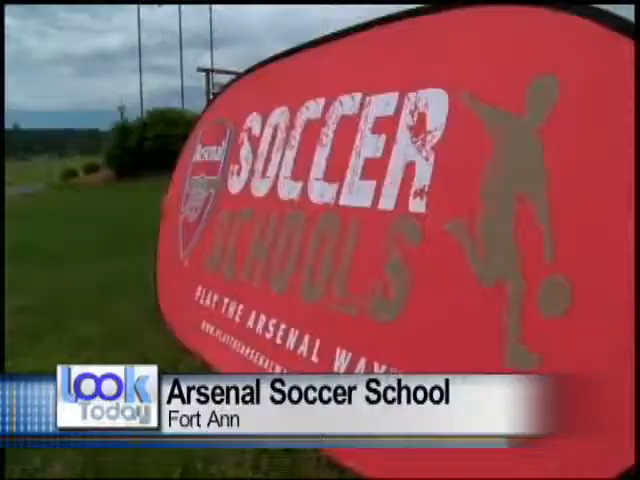 Arsenal
SOCCER
SCHOOLS
PLAY THE ARSENAL WAY
look
Today
Arsenal Soccer School
Fort Ann